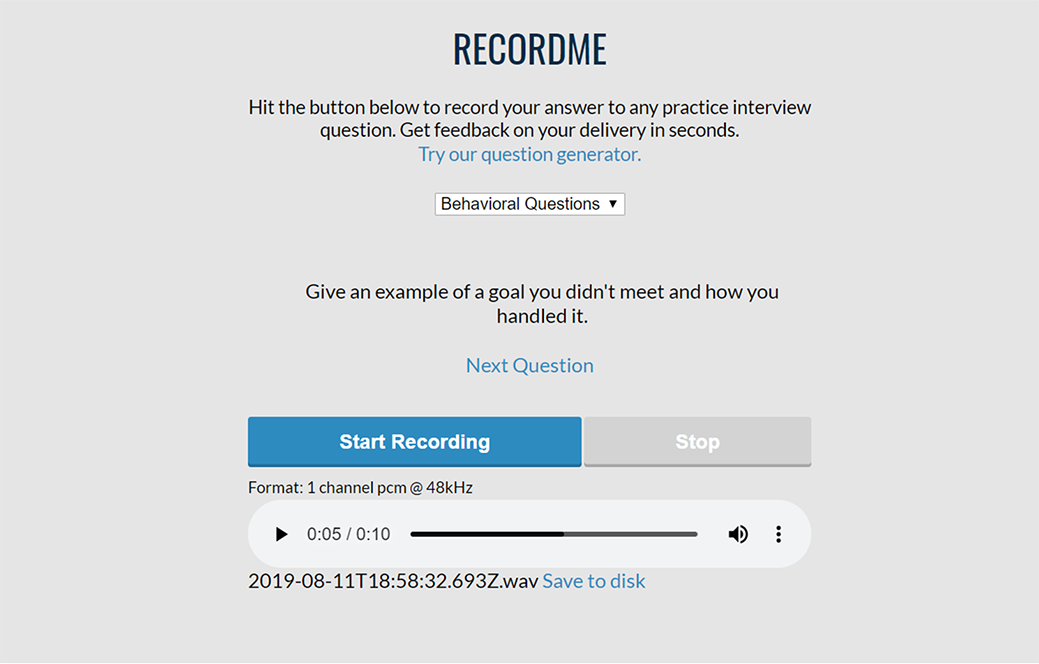 RECORDME
Hit the button below to record your answer to any practice interview
question. Get feedback on your delivery in seconds.
Try our question generator.
Behavioral Questions
Give an example of a goal you didn't meet and how you
handled it.
Next Question
Start Recording Stop
Format: 1 channel pcm @ 48kHz
0:05 / 0:10
2019-08-11T18:58:32.693Z.wav Save to disk